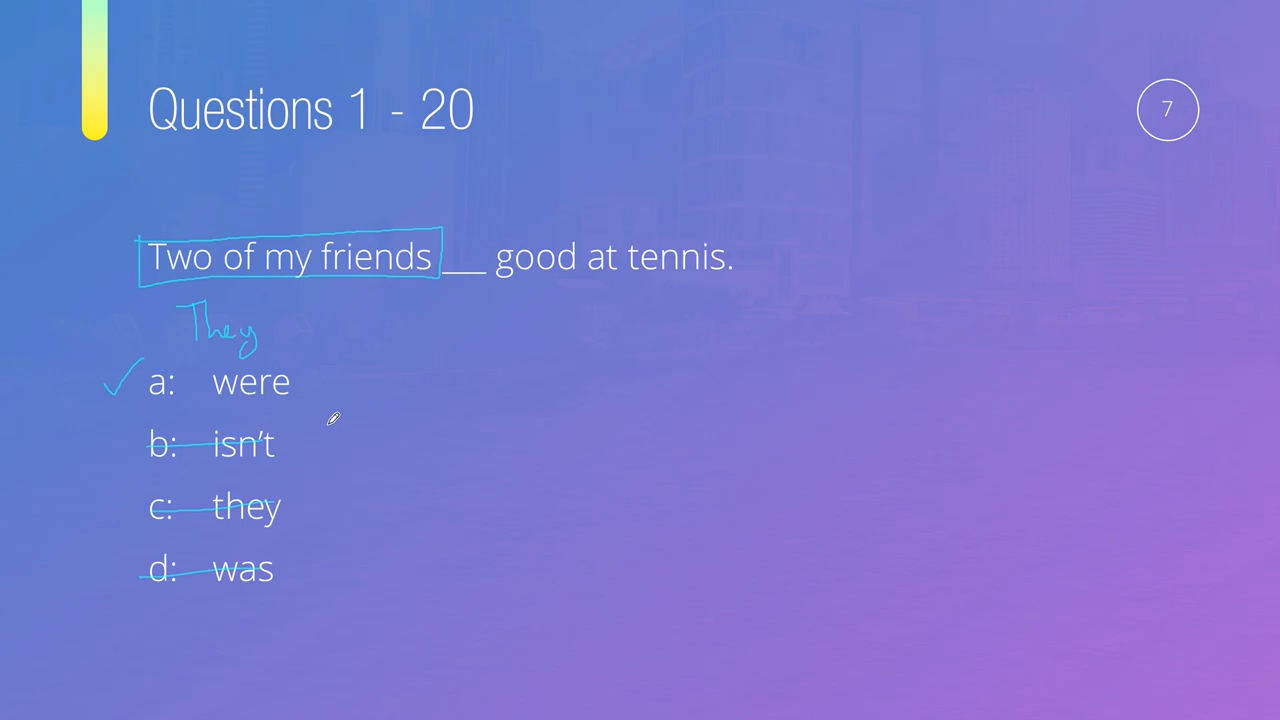 Questions 1 - 20
7
Two of my friends ___ good at tennis.
They
a: were
b: isn’t
c: they
d: was